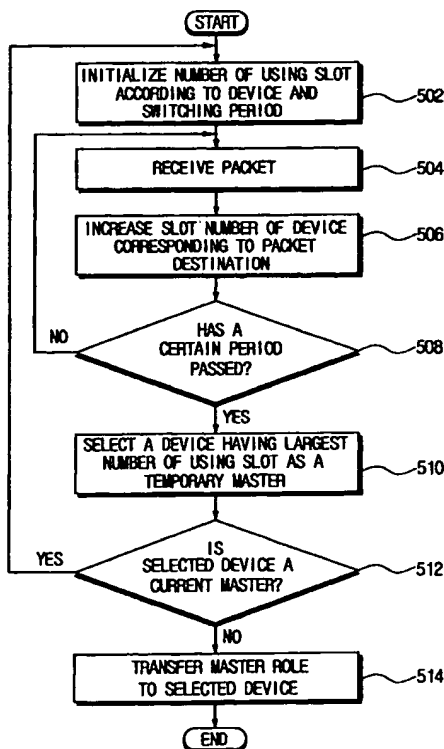 START
INITIALIZE NUMBER OF USING SLOT
ACCORDING TO DEVICE AND
SWITCHING PERIOD
502
RECEIVE PACKET
504
INCREASE SLOT NUMBER OF DEVICE
CORRESPONDING TO PACKET
DESTINATION
506
HAS A
CERTAIN PERIOD
PASSED?
508
NO
YES
SELECT A DEVICE HAVING LARGEST
NUMBER OF USING SLOT AS A
TEMPORARY MASTER
510
IS
SELECTED DEVICE A
CURRENT MASTER?
512
YES
NO
TRANSFER MASTER ROLE
TO SELECTED DEVICE
514
END